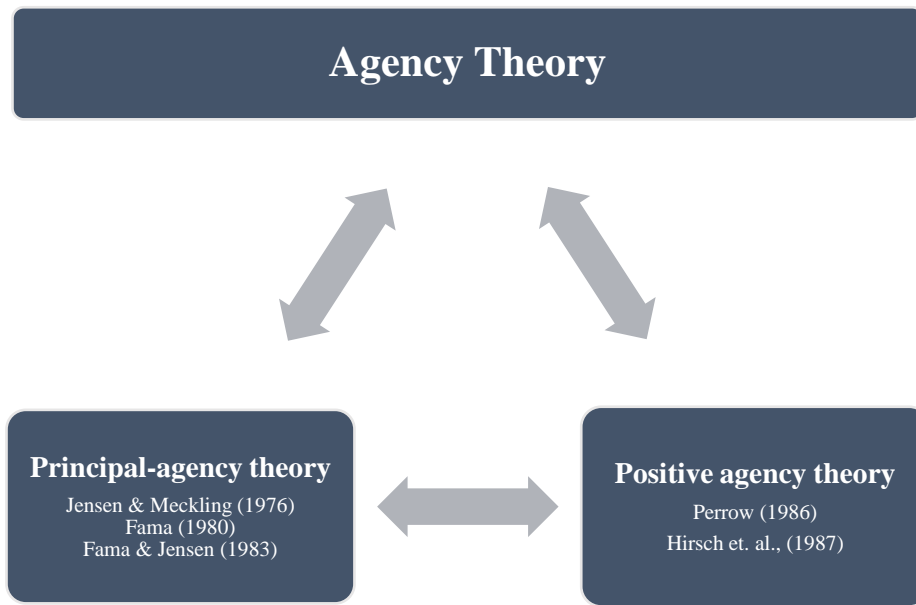 Agency Theory
Principal-agency theory
Jensen & Meckling (1976)
Fama (1980)
Fama & Jensen (1983)
Positive agency theory
Perrow (1986)
Hirsch et. al., (1987)